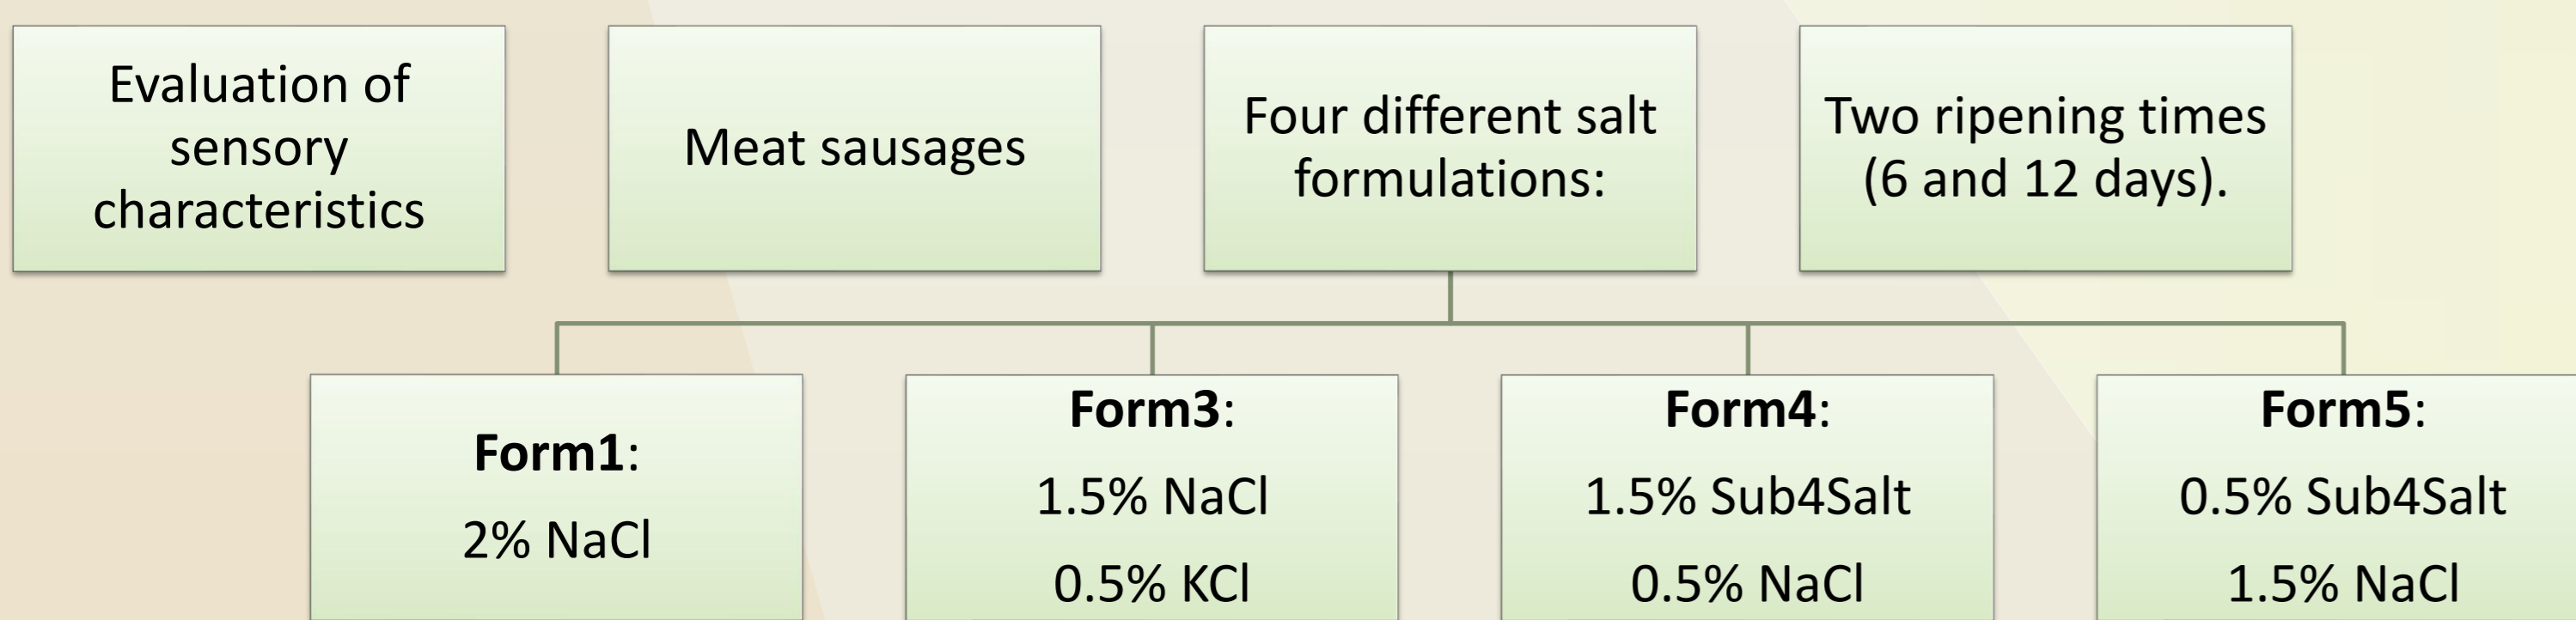 Evaluation of
sensory
characteristics
Meat sausages
Four different salt
formulations:
Two ripening times
(6 and 12 days).
Form1:
2% NaCl
Form3:
1.5% NaCl
0.5% KCl
Form4:
1.5% Sub4Salt
0.5% NaCl
Form5:
0.5% Sub4Salt
1.5% NaCl